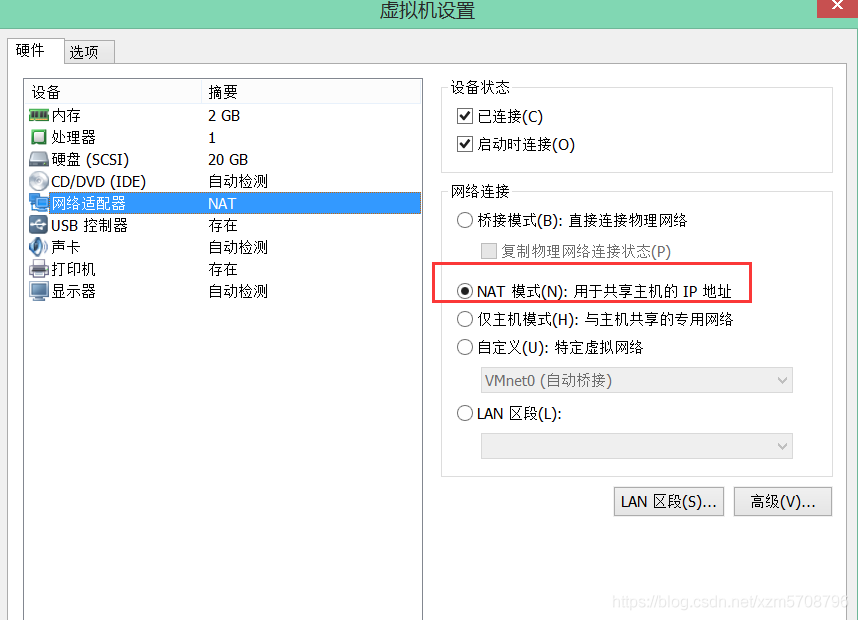 虚拟机设置
硬件 选项
设备 摘要
内存 2 GB
处理器 1
硬盘 (SCSI) 20 GB
CD/DVD (IDE) 自动检测
网络适配器 NAT
USB 控制器 存在
声卡 自动检测
打印机 存在
显示器 自动检测
设备状态
已连接(C)
启动时连接(O)
网络连接
桥接模式(B): 直接连接物理网络
复制物理网络连接状态(P)
NAT 模式(N): 用于共享主机的 IP 地址
仅主机模式(H): 与主机共享的专用网络
自定义(U): 特定虚拟网络
VMnet0 (自动桥接)
LAN 区段(L):
LAN 区段(S)... 高级(V)...
https://blog.csdn.net/xzm5708796